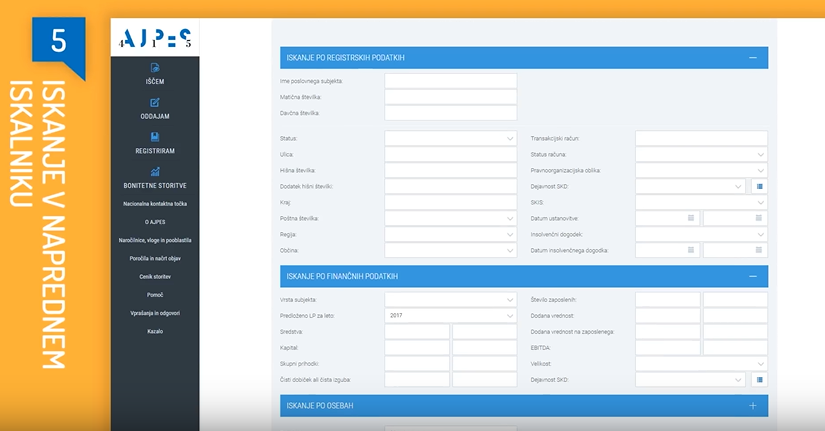 5
ISKANJE V NAPREDNEM
ISKALNIKU
AJPES
4 1 5
IŠČEM
ODDAJAM
REGISTRIRAM
BONITETNE STORITVE
Nacionalna kontaktna točka
O AJPES
Naročilnice, vloge in pooblastila
Poročila in načrt objav
Cenik storitev
Pomoč
Vprašanja in odgovori
Kazalo
ISKANJE PO REGISTRSKIH PODATKIH
Ime poslovnega subjekta:
Matična številka:
Davčna številka:
Status:
Transakcijski račun:
Ulica:
Status računa:
Hišna številka:
Pravnoorganizacijska oblika:
Dodatek hišni številki:
Dejavnost SKD:
Kraj:
SKIS:
Poštna številka:
Datum ustanovitve:
Regija:
Insolvenčni dogodek:
Občina:
Datum insolvenčnega dogodka:
ISKANJE PO FINANČNIH PODATKIH
Vrsta subjekta:
Število zaposlenih:
Predloženo LP za leto:
2017
Dodana vrednost:
Sredstva:
Dodana vrednost na zaposlenega:
Kapital:
EBITDA:
Skupni prihodki:
Velikost:
Čisti dobiček ali čista izguba:
Dejavnost SKD:
ISKANJE PO OSEBAH